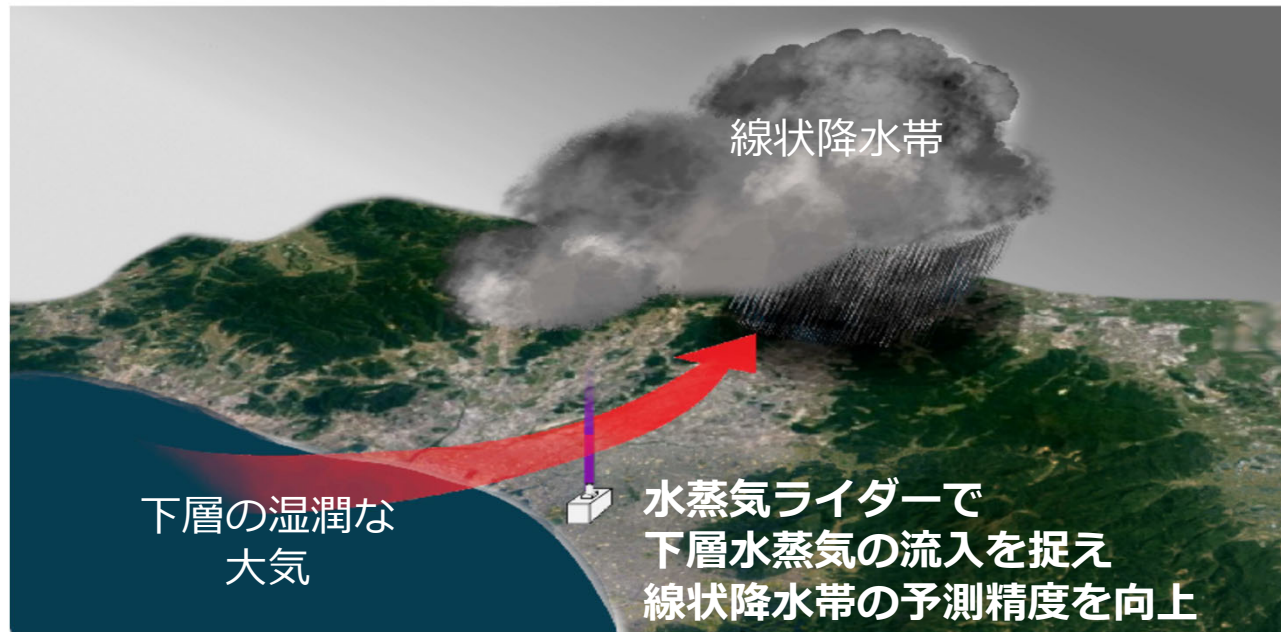 線状降水帯
下層の湿潤な
大気
水蒸気ライダーで
下層水蒸気の流入を捉え
線状降水帯の予測精度を向上